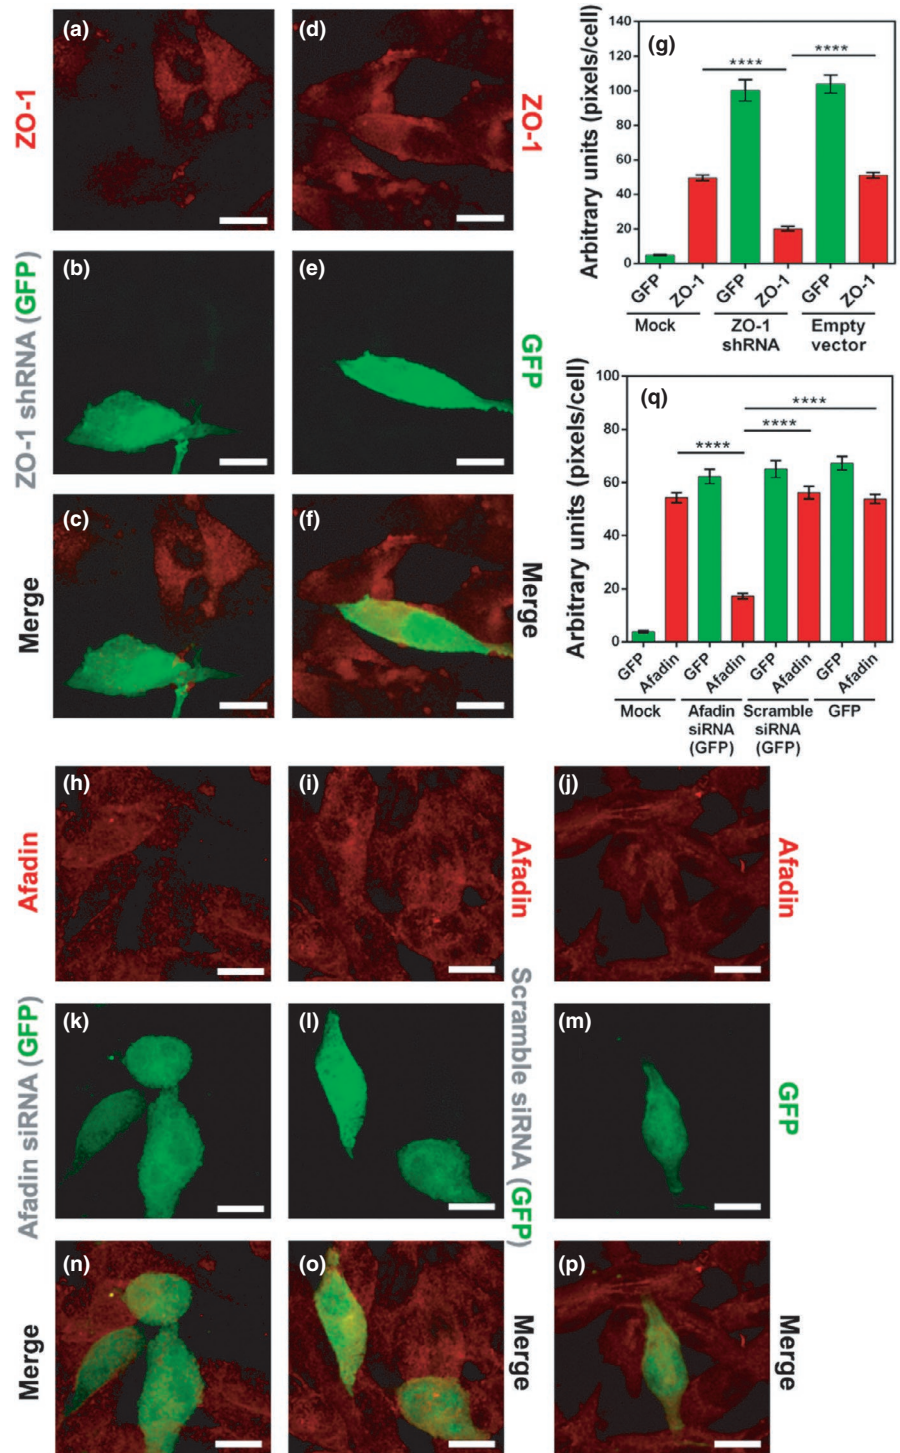 (a)
(d)
ZO-1
ZO-1
(b)
(e)
ZO-1 shRNA (GFP)
GFP
(c)
(f)
Merge
Merge
(g)
Arbitrary units (pixels/cell)
140
120
100
80
60
40
20
0
****
****
GFP
ZO-1
GFP
ZO-1
GFP
ZO-1
Mock
ZO-1
shRNA
Empty
vector
(q)
Arbitrary units (pixels/cell)
100
80
60
40
20
0
****
****
****
GFP
Afadin
GFP
Afadin
GFP
Afadin
GFP
Afadin
Mock
Afadin
siRNA
(GFP)
Scramble
siRNA
(GFP)
GFP
(h)
(i)
(j)
Afadin
Afadin
Afadin
(k)
(l)
(m)
Afadin siRNA (GFP)
Scramble siRNA (GFP)
GFP
(n)
(o)
(p)
Merge
Merge
Merge